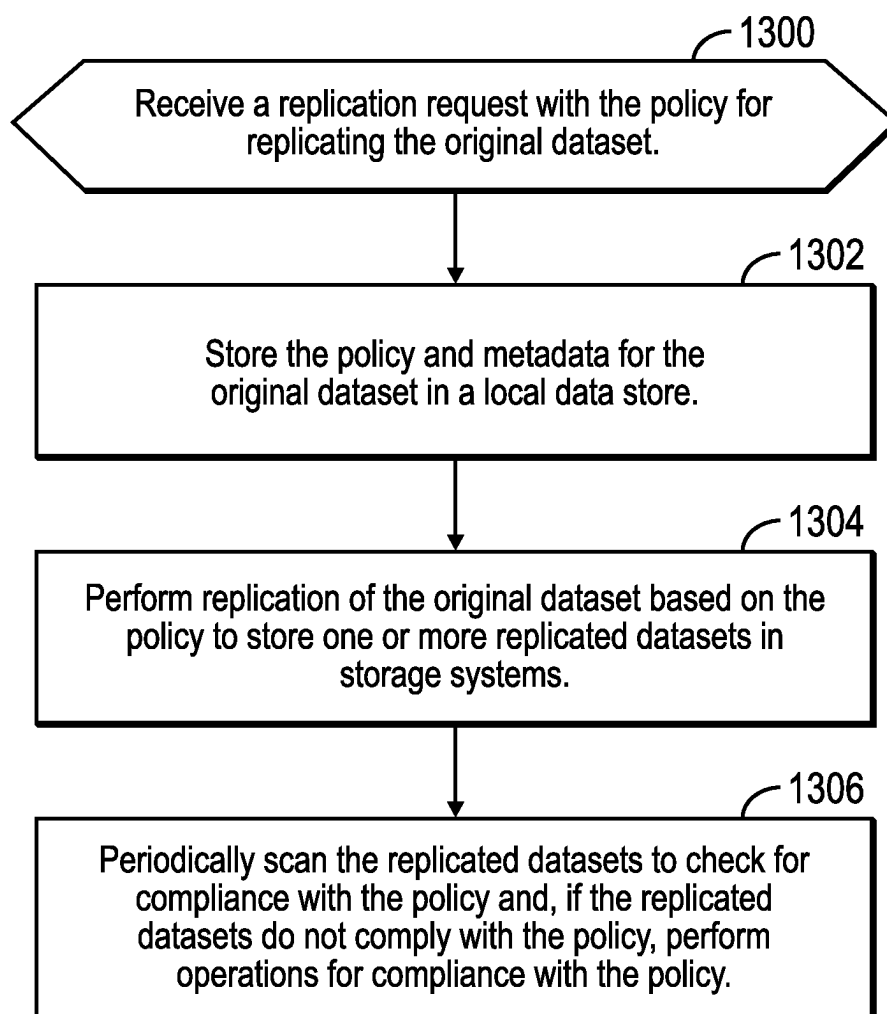 1300
Receive a replication request with the policy for
replicating the original dataset.
1302
Store the policy and metadata for the
original dataset in a local data store.
1304
Perform replication of the original dataset based on the
policy to store one or more replicated datasets in
storage systems.
1306
Periodically scan the replicated datasets to check for
compliance with the policy and, if the replicated
datasets do not comply with the policy, perform
operations for compliance with the policy.